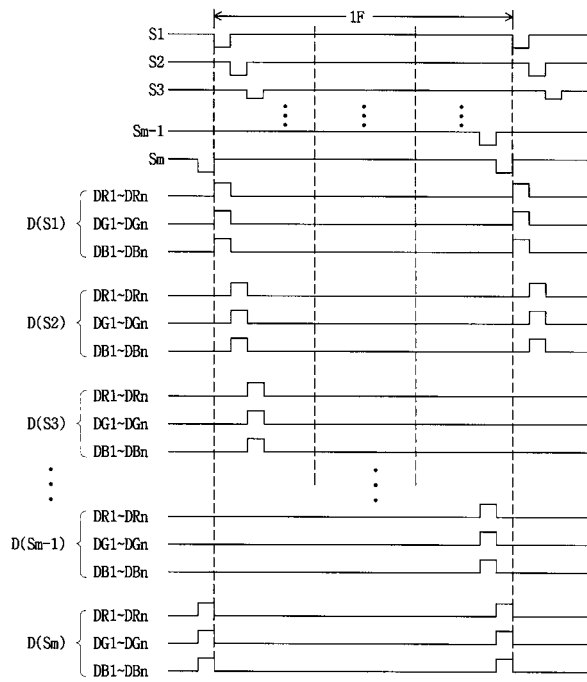 1F
S1
S2
S3
Sm-1
Sm
D(S1)
DR1~DRn
DG1~DGn
DB1~DBn
D(S2)
DR1~DRn
DG1~DGn
DB1~DBn
D(S3)
DR1~DRn
DG1~DGn
DB1~DBn
D(Sm-1)
DR1~DRn
DG1~DGn
DB1~DBn
D(Sm)
DR1~DRn
DG1~DGn
DB1~DBn